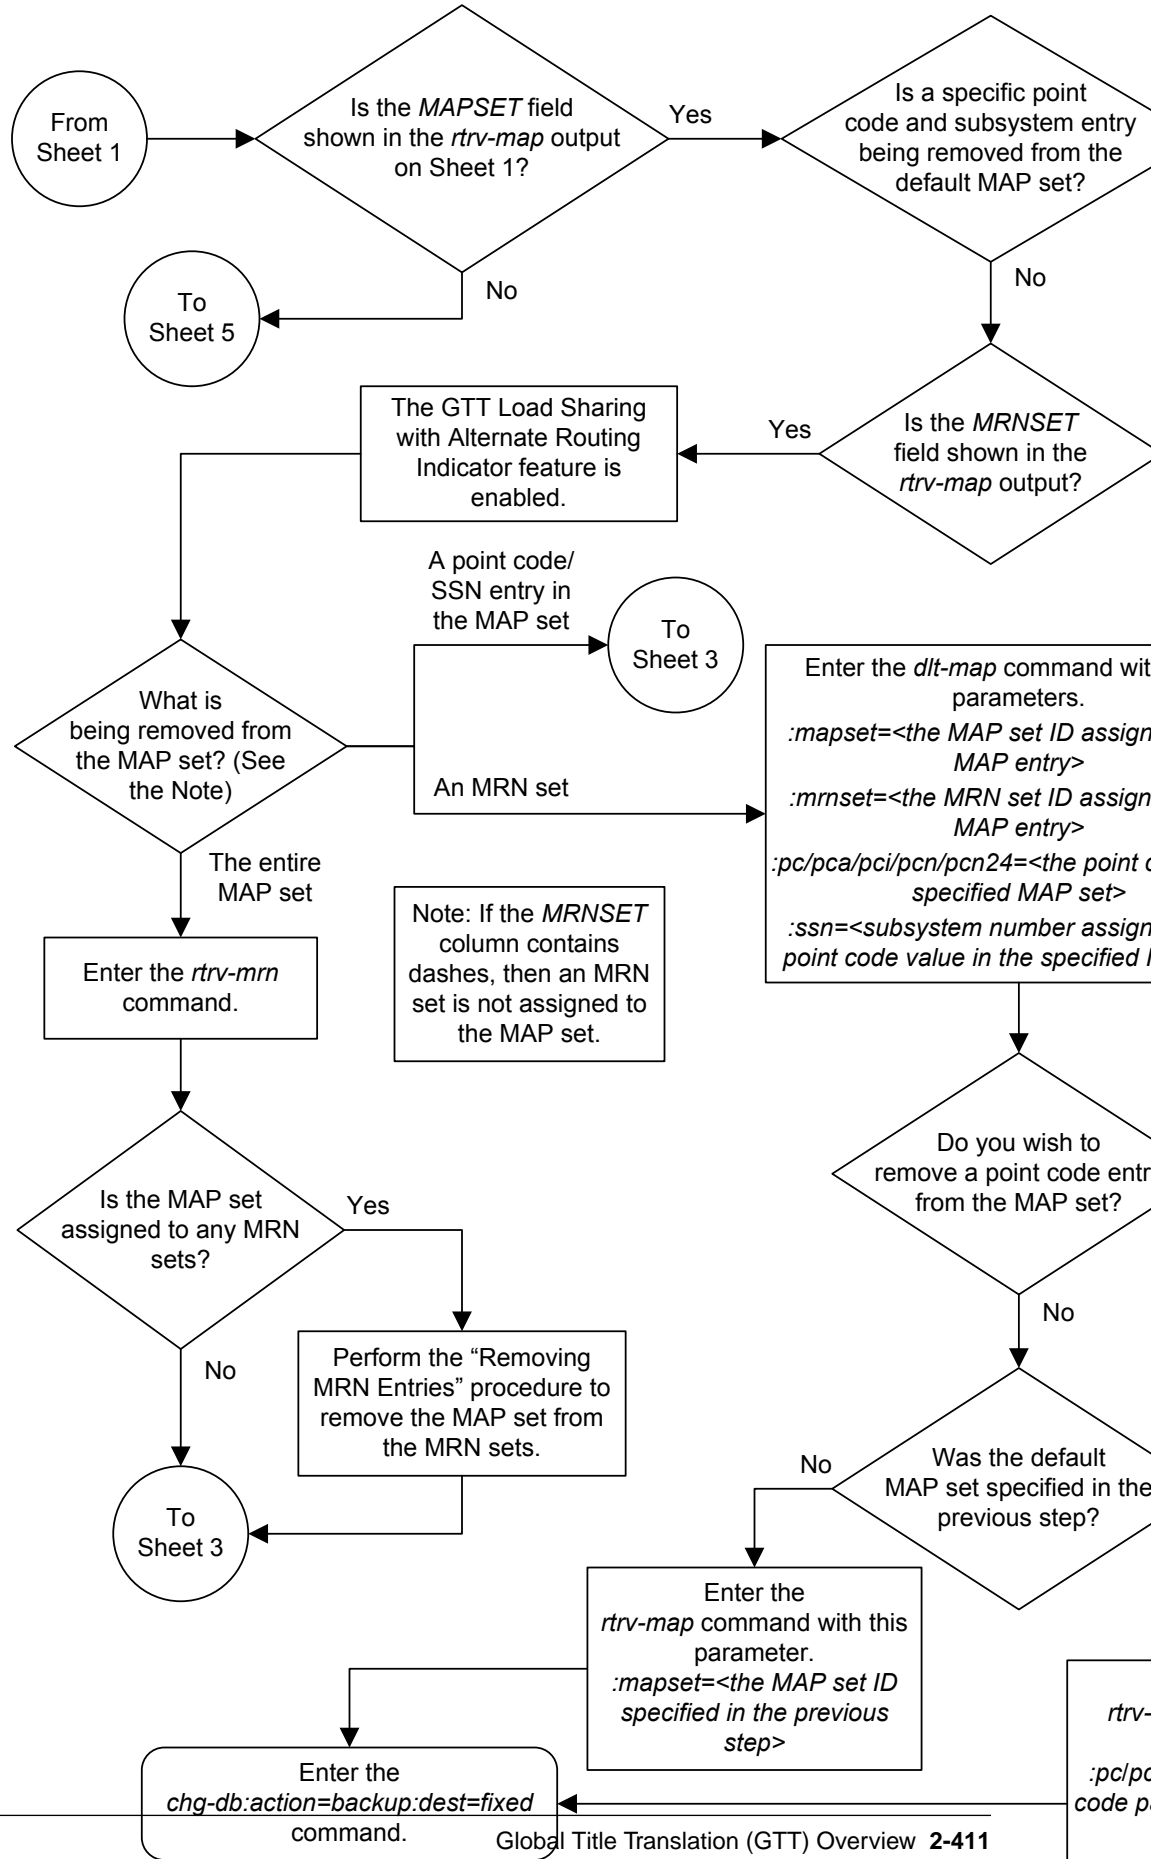 From
Sheet 1
Is the MAPSET field
shown in the rtrv-map output
on Sheet 1?
Yes
Is a specific point
code and subsystem entry
being removed from the
default MAP set?
No
To
Sheet 5
No
The GTT Load Sharing
with Alternate Routing
Indicator feature is
enabled.
Yes
Is the MRNSET
field shown in the
rtrv-map output?
A point code/
SSN entry in
the MAP set
To
Sheet 3
What is
being removed from
the MAP set? (See
the Note)
An MRN set
Enter the dlt-map command wit
parameters.
:mapset=<the MAP set ID assign
MAP entry>
:mrnset=<the MRN set ID assign
MAP entry>
:pc/pca/pci/pcn/pcn24=<the point
specified MAP set>
:ssn=<subsystem number assign
point code value in the specified
The entire
MAP set
Enter the rtrv-mrn
command.
Note: If the MRNSET
column contains
dashes, then an MRN
set is not assigned to
the MAP set.
Is the MAP set
assigned to any MRN
sets?
Yes
Do you wish to
remove a point code entr
from the MAP set?
No
No
Perform the “Removing
MRN Entries” procedure to
remove the MAP set from
the MRN sets.
To
Sheet 3
No
Was the default
MAP set specified in the
previous step?
Enter the
rtrv-map command with this
parameter.
:mapset=<the MAP set ID
specified in the previous
step>
rtrv-
:pc/pc
code pa
Enter the
chg-db:action=backup:dest=fixed
command.
Global Title Translation (GTT) Overview 2-411